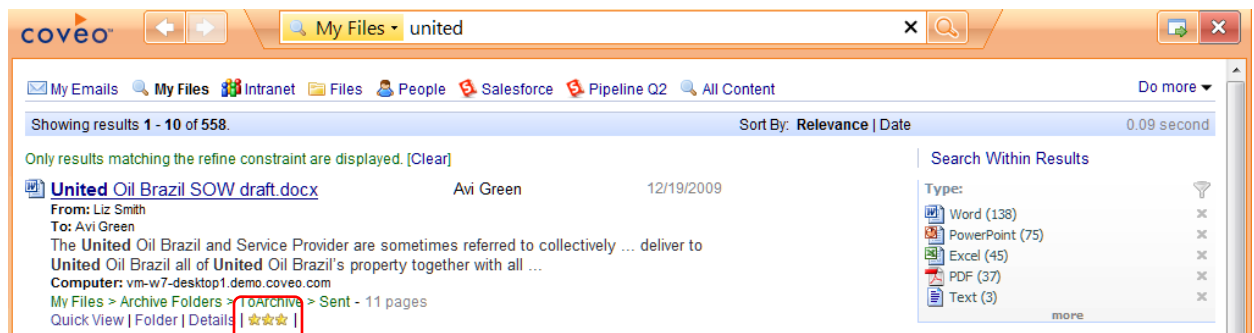 coveo™
My Files united
My Emails My Files Intranet Files People Salesforce Pipeline Q2 All Content Do more
Showing results 1 - 10 of 558. Sort By: Relevance | Date 0.09 second
Only results matching the refine constraint are displayed. [Clear]
Search Within Results
United Oil Brazil SOW draft.docx Avi Green 12/19/2009
From: Liz Smith
To: Avi Green
The United Oil Brazil and Service Provider are sometimes referred to collectively ... deliver to
United Oil Brazil all of United Oil Brazil's property together with all ...
Computer: vm-w7-desktop1.demo.coveo.com
My Files > Archive Folders > ToArchive > Sent - 11 pages
Quick View | Folder | Details | |
Type:
Word (138)
PowerPoint (75)
Excel (45)
PDF (37)
Text (3)
more